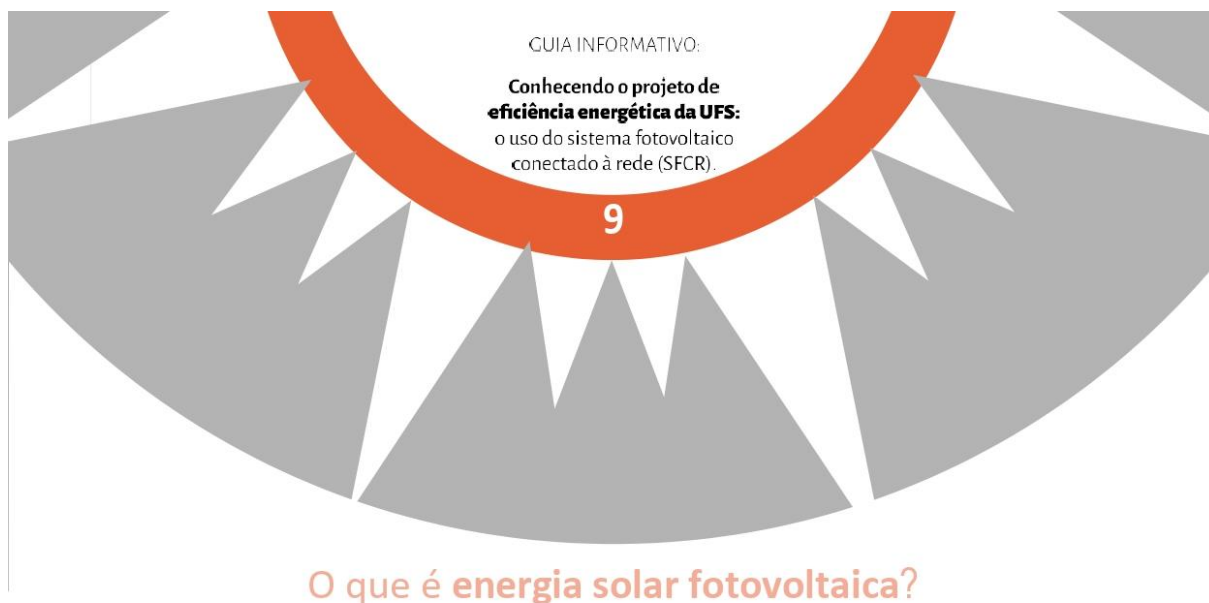 GUIA INFORMATIVO:
Conhecendo o projeto de
eficiência energética da UFS:
o uso do sistema fotovoltaico
conectado à rede (SFCR).
9
O que é energia solar fotovoltaica?